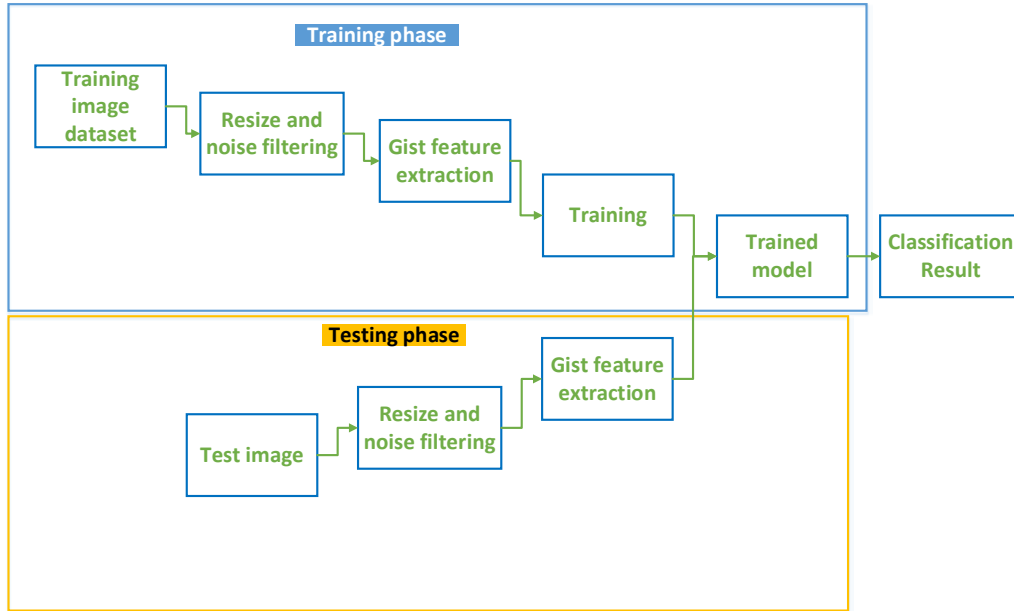 Training phase
Training
image
dataset
Resize and
noise filtering
Gist feature
extraction
Training
Trained
model
Classification
Result
Testing phase
Test image
Resize and
noise filtering
Gist feature
extraction